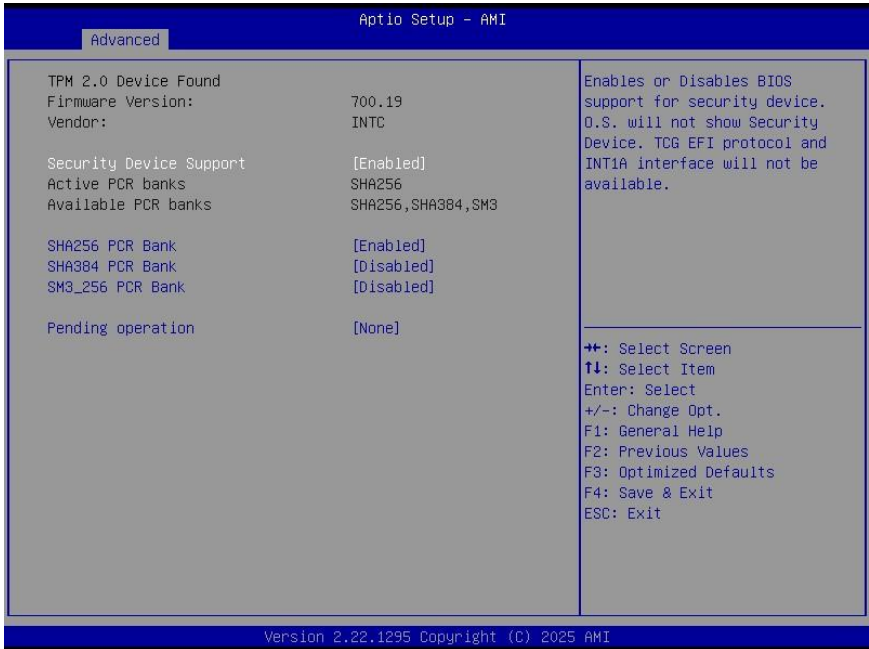 Aptio Setup - AMI
Advanced
TPM 2.0 Device Found
Firmware Version: 700.19
Vendor: INTC
Security Device Support [Enabled]
Active PCR banks SHA256
Available PCR banks SHA256,SHA384,SM3
SHA256 PCR Bank [Enabled]
SHA384 PCR Bank [Disabled]
SM3_256 PCR Bank [Disabled]
Pending operation [None]
Enables or Disables BIOS
support for security device.
O.S. will not show Security
Device. TCG EFI protocol and
INT1A interface will not be
available.
→←: Select Screen
↑↓: Select Item
Enter: Select
+/-: Change Opt.
F1: General Help
F2: Previous Values
F3: Optimized Defaults
F4: Save & Exit
ESC: Exit
Version 2.22.1295 Copyright (C) 2025 AMI